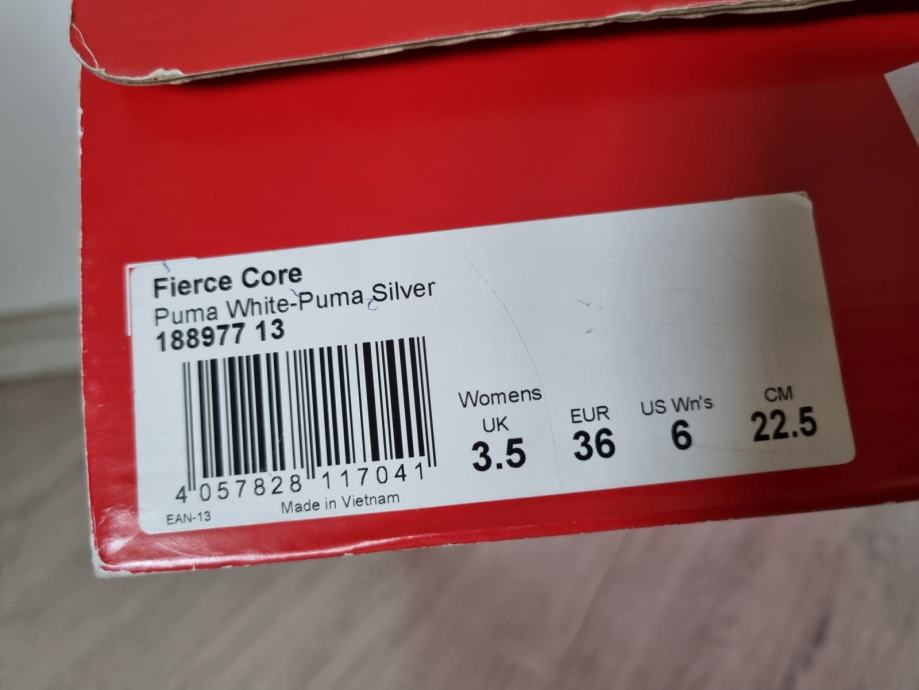 Fierce Core
Puma White-Puma Silver
188977 13
4 057828 117041
EAN-13
Made in Vietnam
Womens
UK EUR US Wn's CM
3.5 36 6 22.5